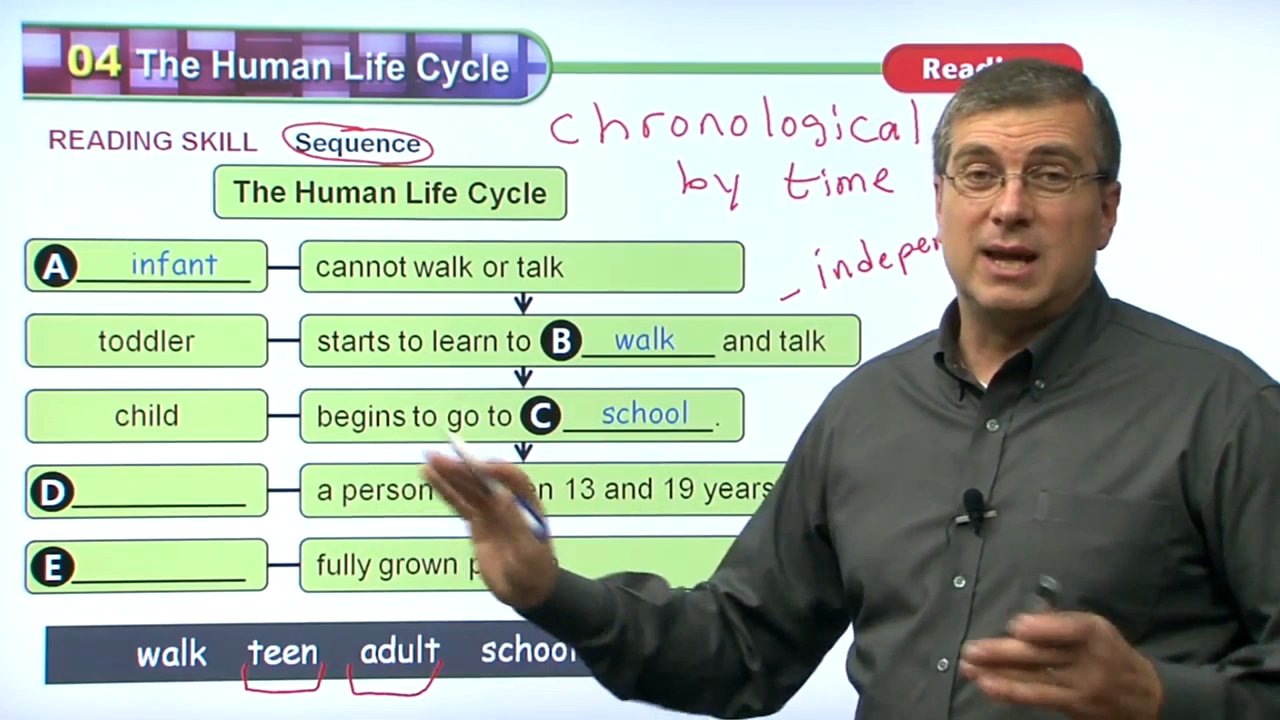 04 The Human Life Cycle
READING SKILL Sequence
chronological
by time
The Human Life Cycle
A infant cannot walk or talk
toddler starts to learn to B walk and talk
child begins to go to C school.
D a person 13 and 19 years
E fully grown
walk teen adult school